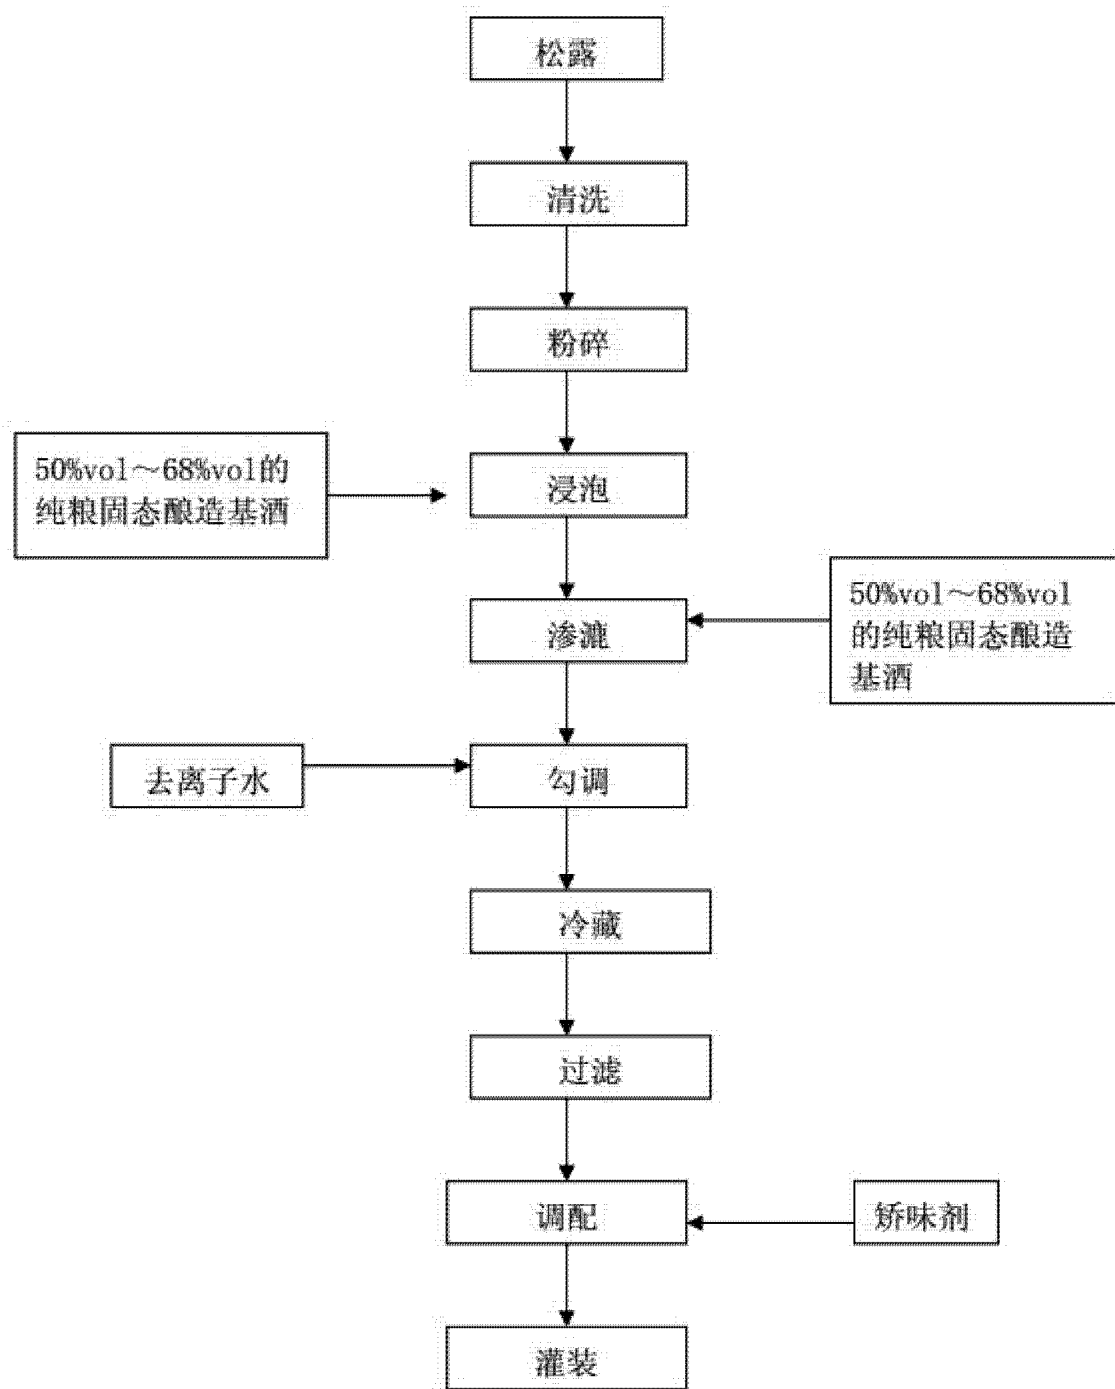 松露
清洗
粉碎
50%vol～68%vol的
纯粮固态酿造基酒
浸泡
50%vol～68%vol
的纯粮固态酿造
基酒
渗漉
去离子水
勾调
冷藏
过滤
调配
矫味剂
灌装